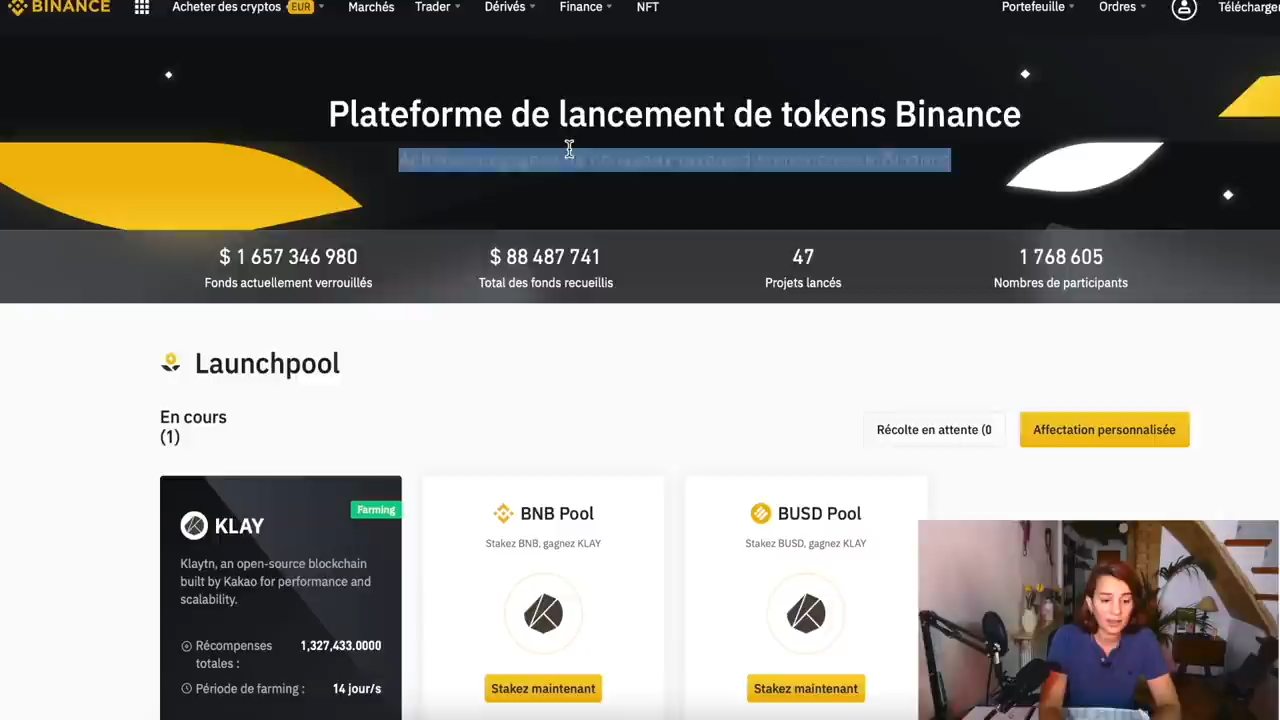 BINANCE
Acheter des cryptos EUR
Marchés
Trader
Dérivés
Finance
NFT
Portefeuille
Ordres
Télécharger
Plateforme de lancement de tokens Binance
$ 1 657 346 980
Fonds actuellement verrouillés
$ 88 487 741
Total des fonds recueillis
47
Projets lancés
1 768 605
Nombres de participants
Launchpool
En cours
(1)
Récolte en attente (0
Affectation personnalisée
Farming
KLAY
Klaytn, an open-source blockchain
built by Kakao for performance and
scalability.
Récompenses
totales :
1,327,433.0000
Période de farming :
14 jour/s
BNB Pool
Stakez BNB, gagnez KLAY
Stakez maintenant
BUSD Pool
Stakez BUSD, gagnez KLAY
Stakez maintenant